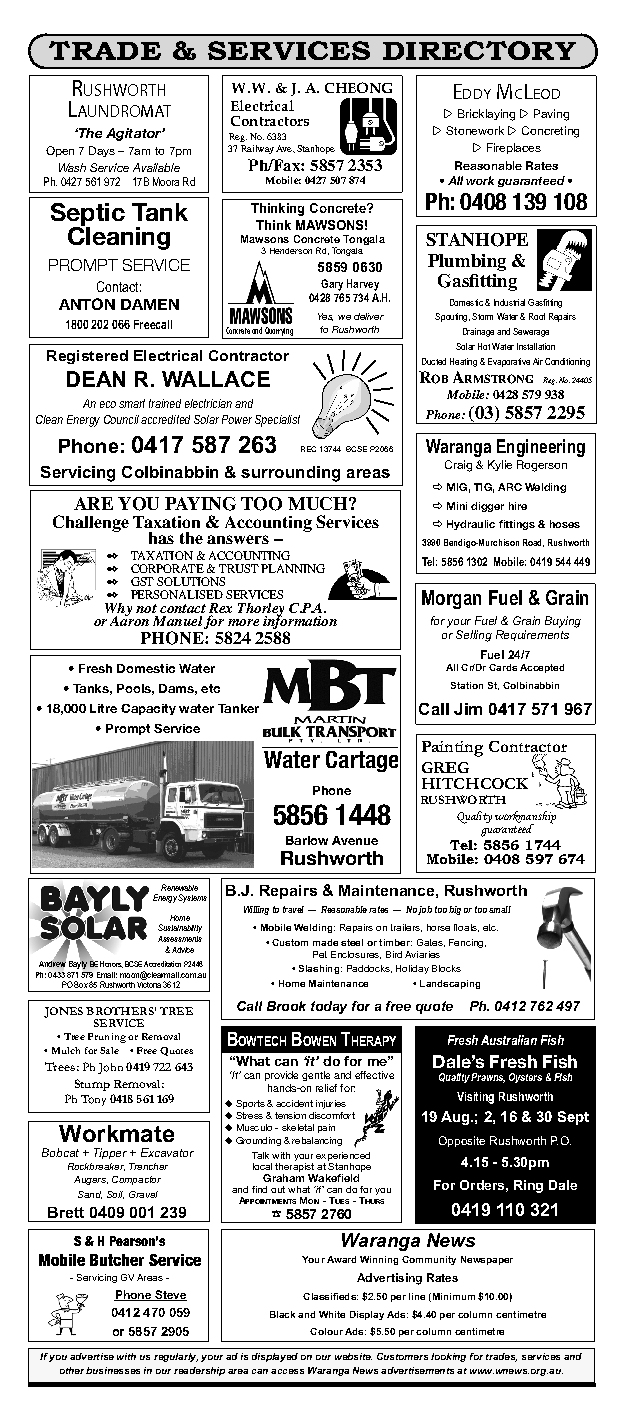 TRADE & SERVICES DIRECTORY
RUSHWORTH
LAUNDROMAT
‘The Agitator’
Open 7 Days – 7am to 7pm
Wash Service Available
Ph. 0427 561 972 17B Moora Rd
W.W. & J. A. CHEONG
Electrical
Contractors
Reg. No. 6383
37 Railway Ave, Stanhope
Ph/Fax: 5857 2353
Mobile: 0427 507 874
EDDY MCLEOD
▷ Bricklaying ▷ Paving
▷ Stonework ▷ Concreting
▷ Fireplaces
Reasonable Rates
• All work guaranteed •
Ph: 0408 139 108
Septic Tank
Cleaning
PROMPT SERVICE
Contact:
ANTON DAMEN
1800 202 066 Freecall
Thinking Concrete?
Think MAWSONS!
Mawsons Concrete Tongala
3 Henderson Rd, Tongala
5859 0630
Gary Harvey
0428 765 734 A.H.
Yes, we deliver
to Rushworth
MAWSONS
Concrete and Quarrying
STANHOPE
Plumbing &
Gasfitting
Domestic & Industrial Gasfitting
Spouting, Storm Water & Roof Repairs
Drainage and Sewerage
Solar Hot Water Installation
Ducted Heating & Evaporative Air Conditioning
ROB ARMSTRONG Reg. No. 24405
Mobile: 0428 579 938
Phone: (03) 5857 2295
Registered Electrical Contractor
DEAN R. WALLACE
An eco smart trained electrician and
Clean Energy Council accredited Solar Power Specialist
Phone: 0417 587 263
REC 13744 BCSE P2066
Servicing Colbinabbin & surrounding areas
Waranga Engineering
Craig & Kylie Rogerson
⇨ MIG, TIG, ARC Welding
⇨ Mini digger hire
⇨ Hydraulic fittings & hoses
3990 Bendigo-Murchison Road, Rushworth
Tel: 5856 1302 Mobile: 0419 544 449
ARE YOU PAYING TOO MUCH?
Challenge Taxation & Accounting Services
has the answers –
TAXATION & ACCOUNTING
CORPORATE & TRUST PLANNING
GST SOLUTIONS
PERSONALISED SERVICES
Why not contact Rex Thorley C.P.A.
or Aaron Manuel for more information
PHONE: 5824 2588
Morgan Fuel & Grain
for your Fuel & Grain Buying
or Selling Requirements
Fuel 24/7
All Cr/Dr Cards Accepted
Station St, Colbinabbin
Call Jim 0417 571 967
• Fresh Domestic Water
• Tanks, Pools, Dams, etc
• 18,000 Litre Capacity water Tanker
• Prompt Service
MBT
MARTIN
BULK TRANSPORT
PTY. LTD.
Water Cartage
Phone
5856 1448
Barlow Avenue
Rushworth
MBT Water Cartage
Painting Contractor
GREG
HITCHCOCK
RUSHWORTH
Quality workmanship
guaranteed
Tel: 5856 1744
Mobile: 0408 597 674
BAYLY
SOLAR
Renewable
Energy Systems
Home
Sustainability
Assessments
& Advice
Andrew Bayly BE Honors, BCSE Accreditation P2446
Ph: 0433 871 579 Email: moon@clearmail.com.au
PO Box 85 Rushworth Victoria 3612
B.J. Repairs & Maintenance, Rushworth
Willing to travel — Reasonable rates — No job too big or too small
• Mobile Welding: Repairs on trailers, horse floats, etc.
• Custom made steel or timber: Gates, Fencing,
Pet Enclosures, Bird Aviaries
• Slashing: Paddocks, Holiday Blocks
• Home Maintenance • Landscaping
Call Brook today for a free quote Ph. 0412 762 497
JONES BROTHERS' TREE
SERVICE
• Tree Pruning or Removal
• Mulch for Sale • Free Quotes
Trees: Ph John 0419 722 643
Stump Removal:
Ph Tony 0418 561 169
BOWTECH BOWEN THERAPY
“What can ‘it’ do for me”
‘It’ can provide gentle and effective
hands-on relief for:
◆ Sports & accident injuries
◆ Stress & tension discomfort
◆ Musculo - skeletal pain
◆ Grounding & rebalancing
Talk with your experienced
local therapist at Stanhope
Graham Wakefield
and find out what ‘it’ can do for you
APPOINTMENTS MON - TUES - THURS
☎ 5857 2760
Fresh Australian Fish
Dale's Fresh Fish
Quality Prawns, Oysters & Fish
Visiting Rushworth
19 Aug.; 2, 16 & 30 Sept
Opposite Rushworth P.O.
4.15 - 5.30pm
For Orders, Ring Dale
0419 110 321
Workmate
Bobcat + Tipper + Excavator
Rockbreaker, Trencher
Augers, Compactor
Sand, Soil, Gravel
Brett 0409 001 239
S & H Pearson's
Mobile Butcher Service
- Servicing GV Areas -
Phone Steve
0412 470 059
or 5857 2905
Waranga News
Your Award Winning Community Newspaper
Advertising Rates
Classifieds: $2.50 per line (Minimum $10.00)
Black and White Display Ads: $4.40 per column centimetre
Colour Ads: $5.50 per column centimetre
If you advertise with us regularly, your ad is displayed on our website. Customers looking for trades, services and
other businesses in our readership area can access Waranga News advertisements at www.wnews.org.au.